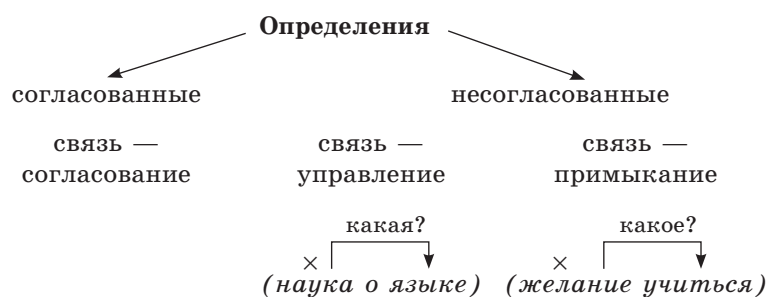 Определения
согласованные несогласованные
связь — связь — связь —
согласование управление примыкание
какая? какое?
× ×
(наука о языке) (желание учиться)